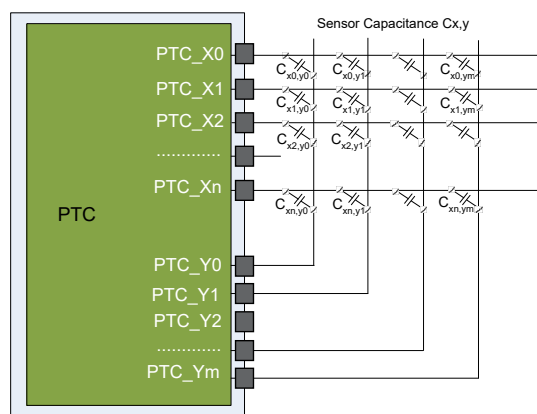 Sensor Capacitance Cx,y
PTC_X0
Cx0,y0 Cx0,y1 Cx0,ym
PTC_X1
Cx1,y0 Cx1,y1 Cx1,ym
PTC_X2
Cx2,y0 Cx2,y1
.............
PTC_Xn
Cxn,y0 Cxn,y1 Cxn,ym
PTC
PTC_Y0
PTC_Y1
PTC_Y2
.............
PTC_Ym